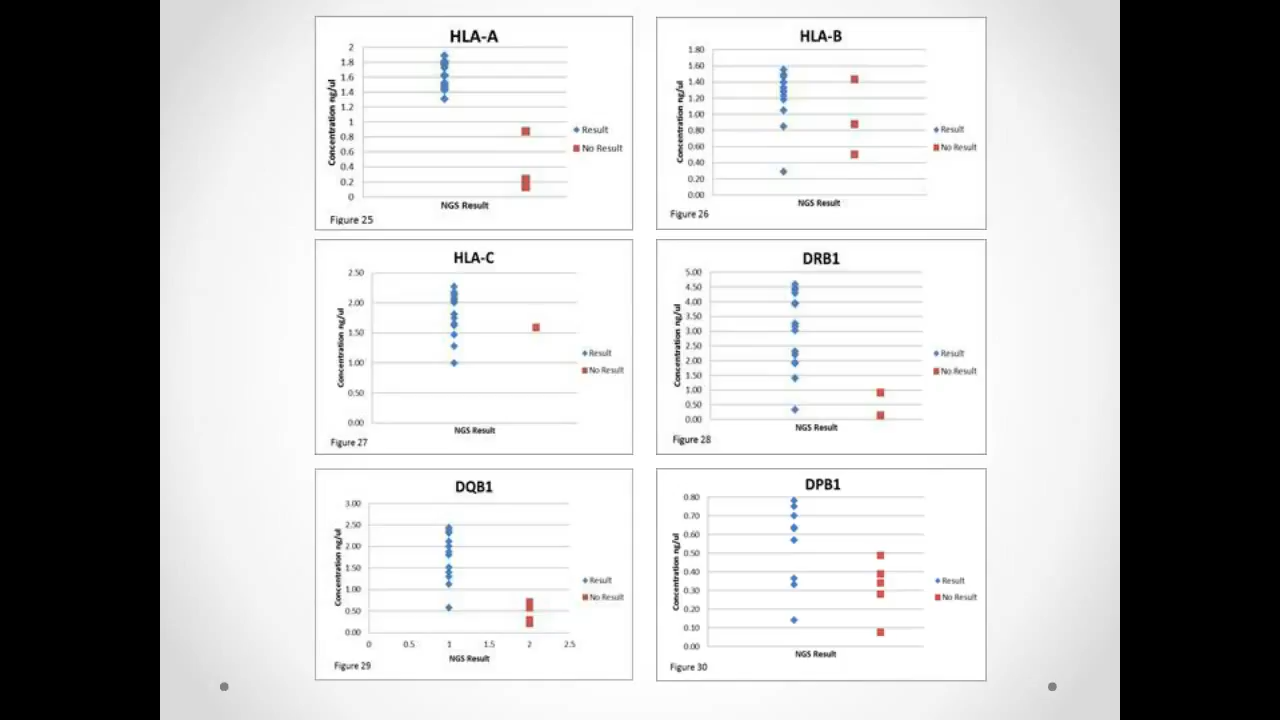 HLA-A
2
1.8
1.6
1.4
1.2
1
0.8
0.6
0.4
0.2
0
Concentration ng/ul
Result
No Result
NGS Result
Figure 25
HLA-B
1.80
1.60
1.40
1.20
1.00
0.80
0.60
0.40
0.20
0.00
Concentration ng/ul
Result
No Result
NGS Result
Figure 26
HLA-C
2.50
2.00
1.50
1.00
0.50
0.00
Concentration ng/ul
Result
No Result
NGS Result
Figure 27
DRB1
5.00
4.50
4.00
3.50
3.00
2.50
2.00
1.50
1.00
0.50
0.00
Concentration ng/ul
Result
No Result
NGS Result
Figure 28
DQB1
3.00
2.50
2.00
1.50
1.00
0.50
0.00
Concentration ng/ul
0 0.5 1 1.5 2 2.5
Result
No Result
NGS Result
Figure 29
DPB1
0.80
0.70
0.60
0.50
0.40
0.30
0.20
0.10
0.00
Concentration ng/ul
Result
No Result
NGS Result
Figure 30